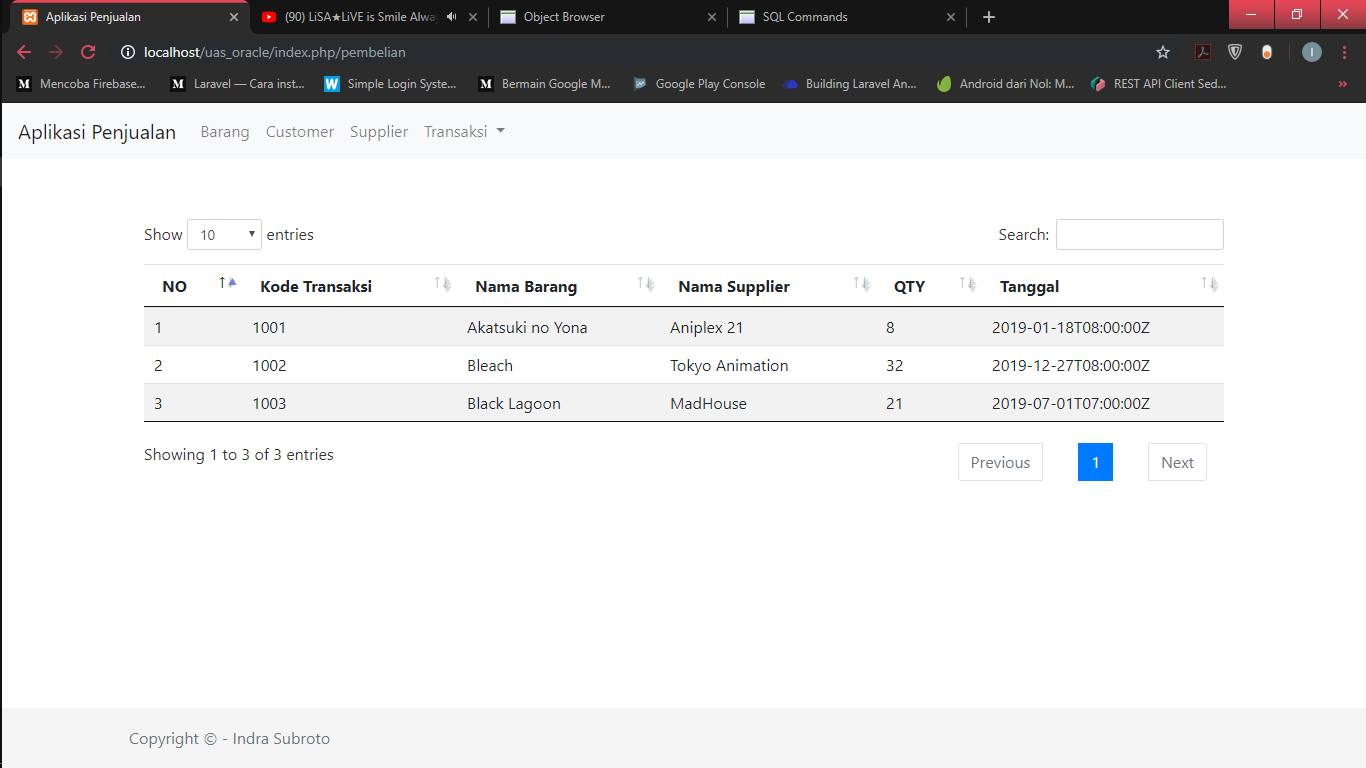 Aplikasi Penjualan (90) LiSA★LiVE is Smile Alwa Object Browser SQL Commands
localhost/uas_oracle/index.php/pembelian I
Mencoba Firebase... Laravel — Cara inst... Simple Login Syste... Bermain Google M... Google Play Console Building Laravel An... Android dari Nol: M... REST API Client Sed... »
Aplikasi Penjualan Barang Customer Supplier Transaksi
Show 10 entries Search:
NO Kode Transaksi Nama Barang Nama Supplier QTY Tanggal
1 1001 Akatsuki no Yona Aniplex 21 8 2019-01-18T08:00:00Z
2 1002 Bleach Tokyo Animation 32 2019-12-27T08:00:00Z
3 1003 Black Lagoon MadHouse 21 2019-07-01T07:00:00Z
Showing 1 to 3 of 3 entries Previous 1 Next
Copyright © - Indra Subroto